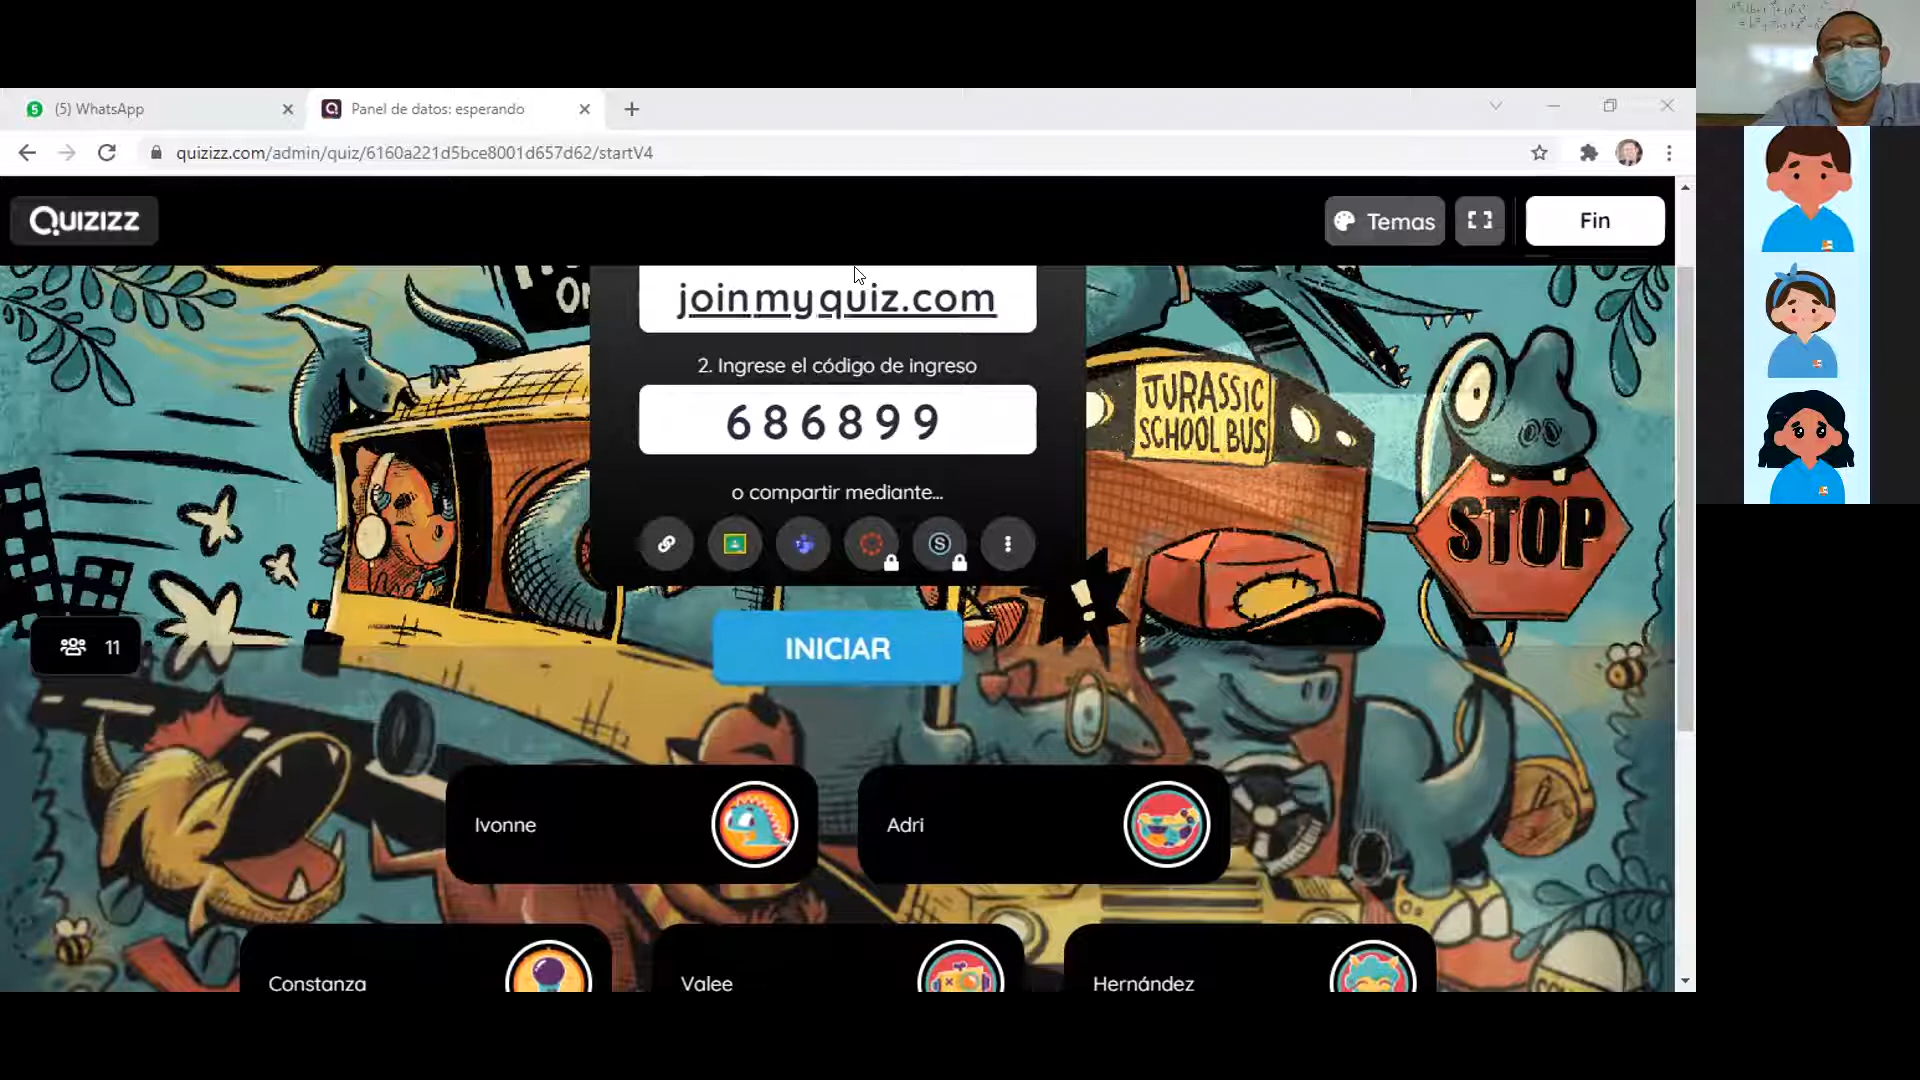 (5) WhatsApp
Panel de datos: esperando
quizizz.com/admin/quiz/6160a221d5bce8001d657d62/startV4
Quizizz
Temas
Fin
joinmyquiz.com
2. Ingrese el código de ingreso
686899
o compartir mediante...
JURASSIC
SCHOOL BUS
STOP
!
11
INICIAR
Ivonne
Adri
Constanza
Valee
Hernández